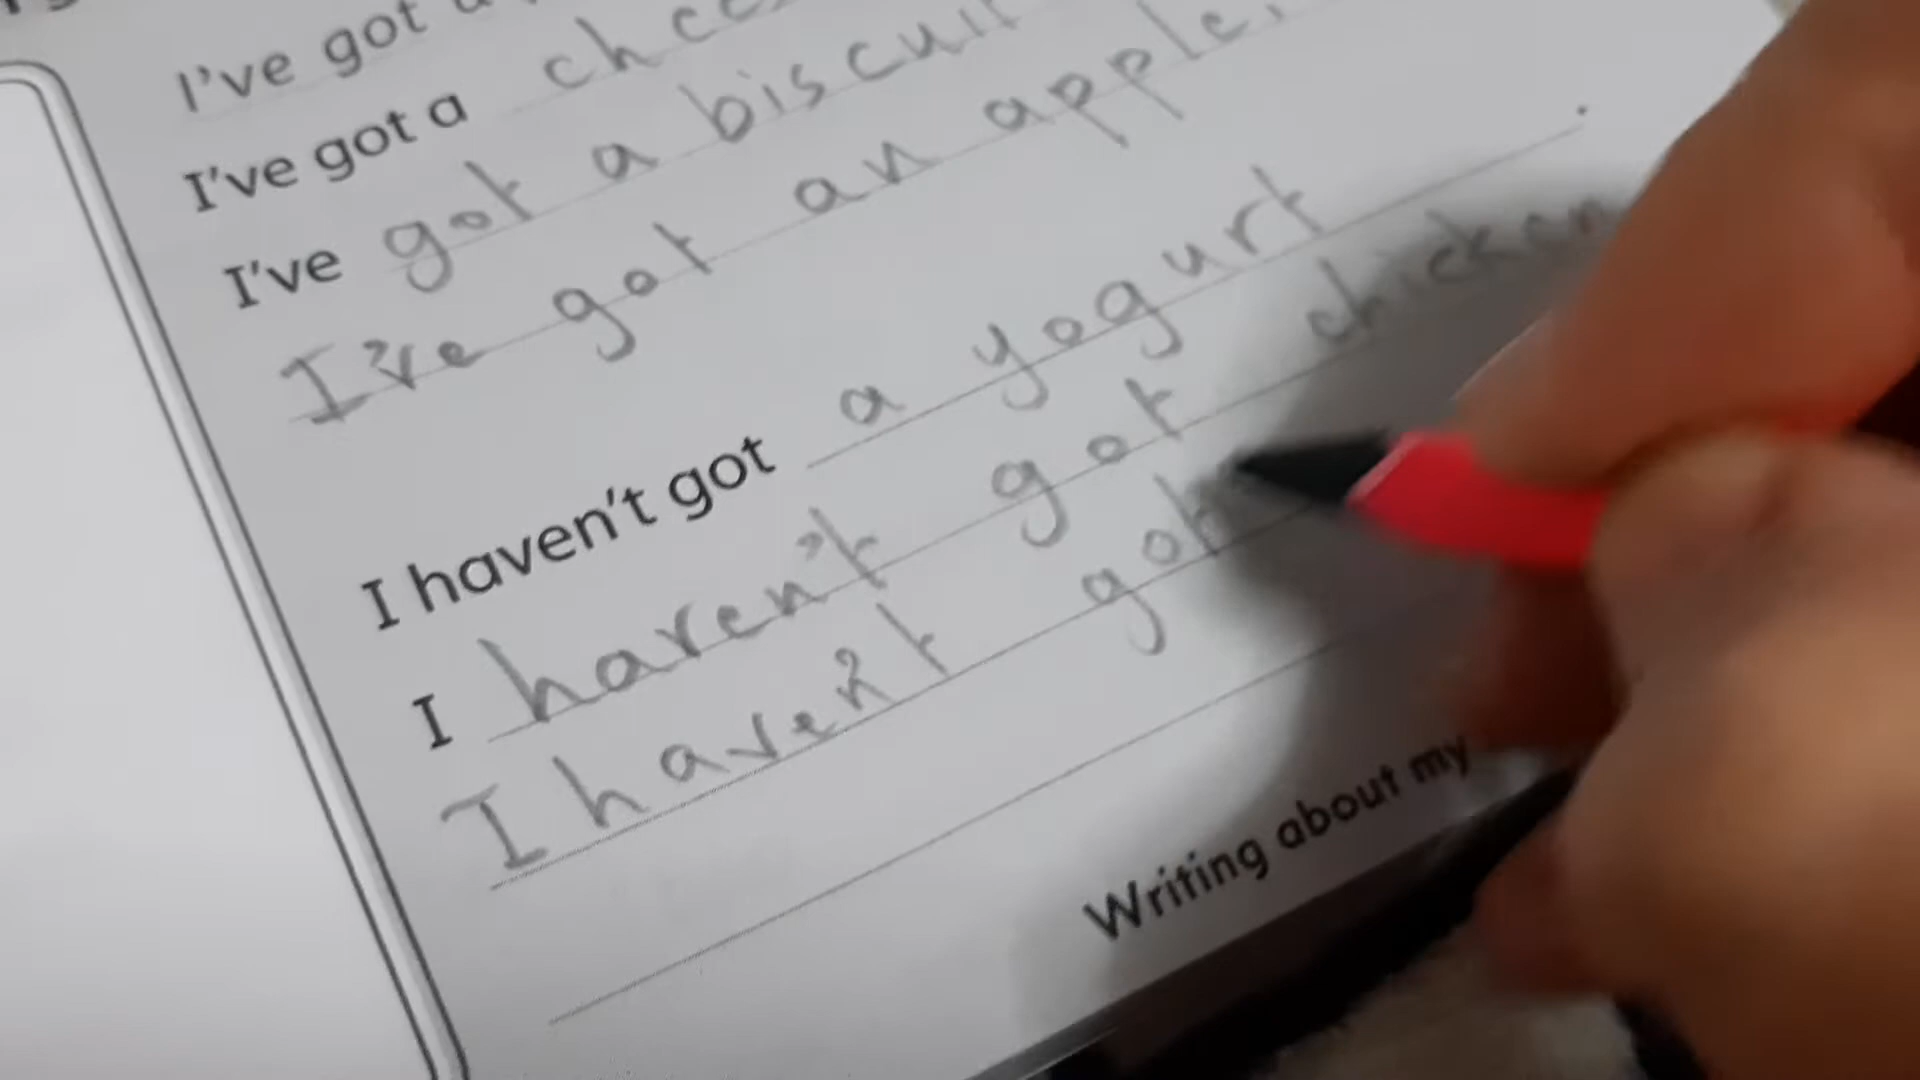 I've got
I've got a
I've got a biscuit
I've got an apple.
I haven't got a yogurt.
I haven't got chicken
I haven't got
Writing about my